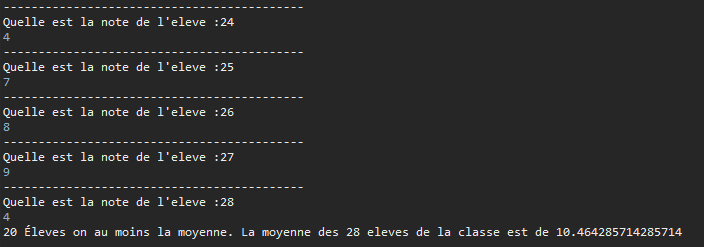 -----------------------------------------
Quelle est la note de l'eleve :24
4
-----------------------------------------
Quelle est la note de l'eleve :25
7
-----------------------------------------
Quelle est la note de l'eleve :26
8
-----------------------------------------
Quelle est la note de l'eleve :27
9
-----------------------------------------
Quelle est la note de l'eleve :28
4
20 Éleves on au moins la moyenne. La moyenne des 28 eleves de la classe est de 10.464285714285714